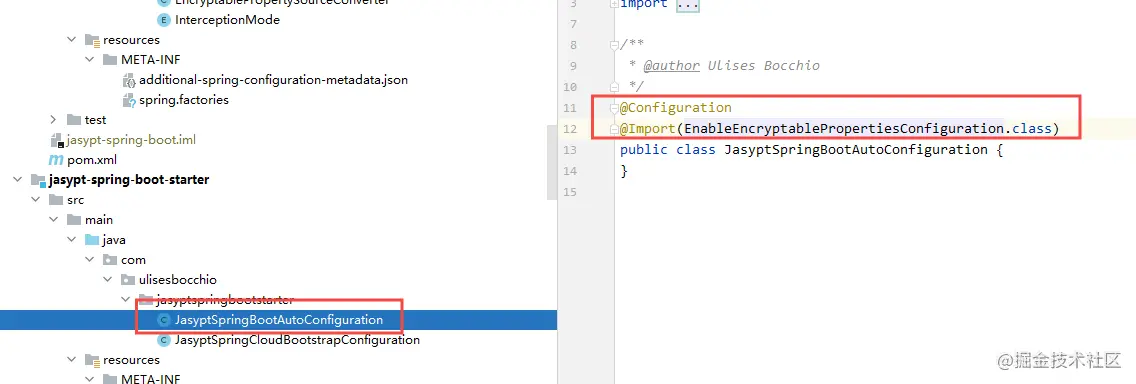 EncryptablePropertySourceConverter
InterceptionMode
resources
META-INF
additional-spring-configuration-metadata.json
spring.factories
test
jasypt-spring-boot.iml
pom.xml
jasypt-spring-boot-starter
src
main
java
com
ulisesbocchio
jasyptspringbootstarter
JasyptSpringBootAutoConfiguration
JasyptSpringCloudBootstrapConfiguration
resources
META-INF
3 import ...
7
8 /**
9 * @author Ulises Bocchio
10 */
11 @Configuration
12 @Import(EnableEncryptablePropertiesConfiguration.class)
13 public class JasyptSpringBootAutoConfiguration {
14 }
15
@掘金技术社区